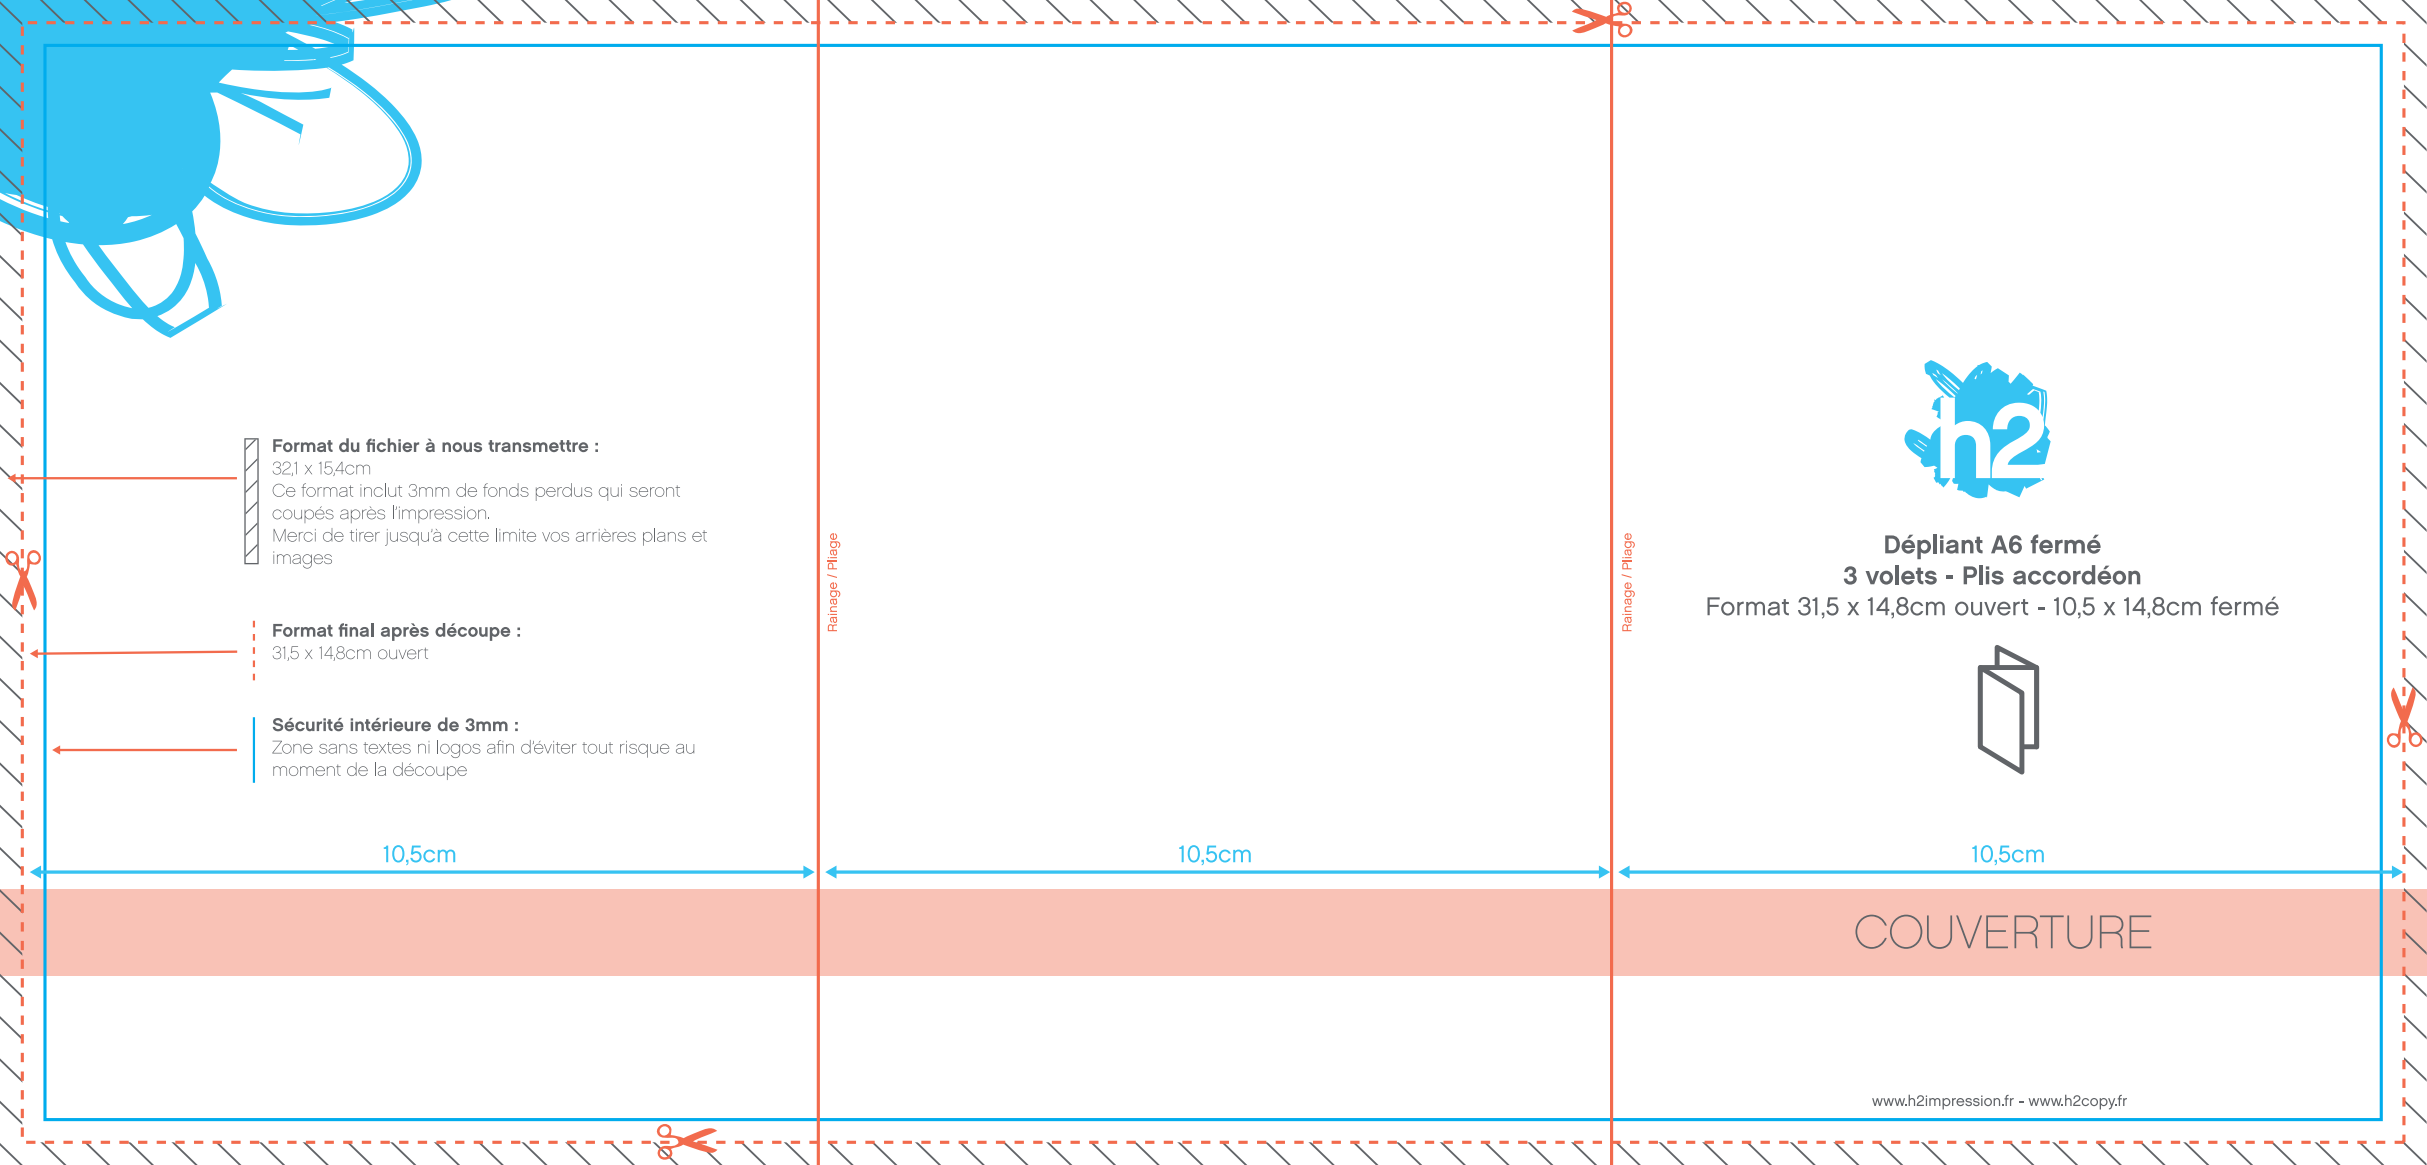 Format du fichier à nous transmettre :
32,1 x 15,4cm
Ce format inclut 3mm de fonds perdus qui seront
coupés après l'impression.
Merci de tirer jusqu'à cette limite vos arrières plans et
images
Format final après découpe :
31,5 x 14,8cm ouvert
Sécurité intérieure de 3mm :
Zone sans textes ni logos afin d'éviter tout risque au
moment de la découpe
10,5cm
Rainage / Pliage
10,5cm
Rainage / Pliage
h2
Dépliant A6 fermé
3 volets - Plis accordéon
Format 31,5 x 14,8cm ouvert - 10,5 x 14,8cm fermé
10,5cm
COUVERTURE
www.h2impression.fr - www.h2copy.fr